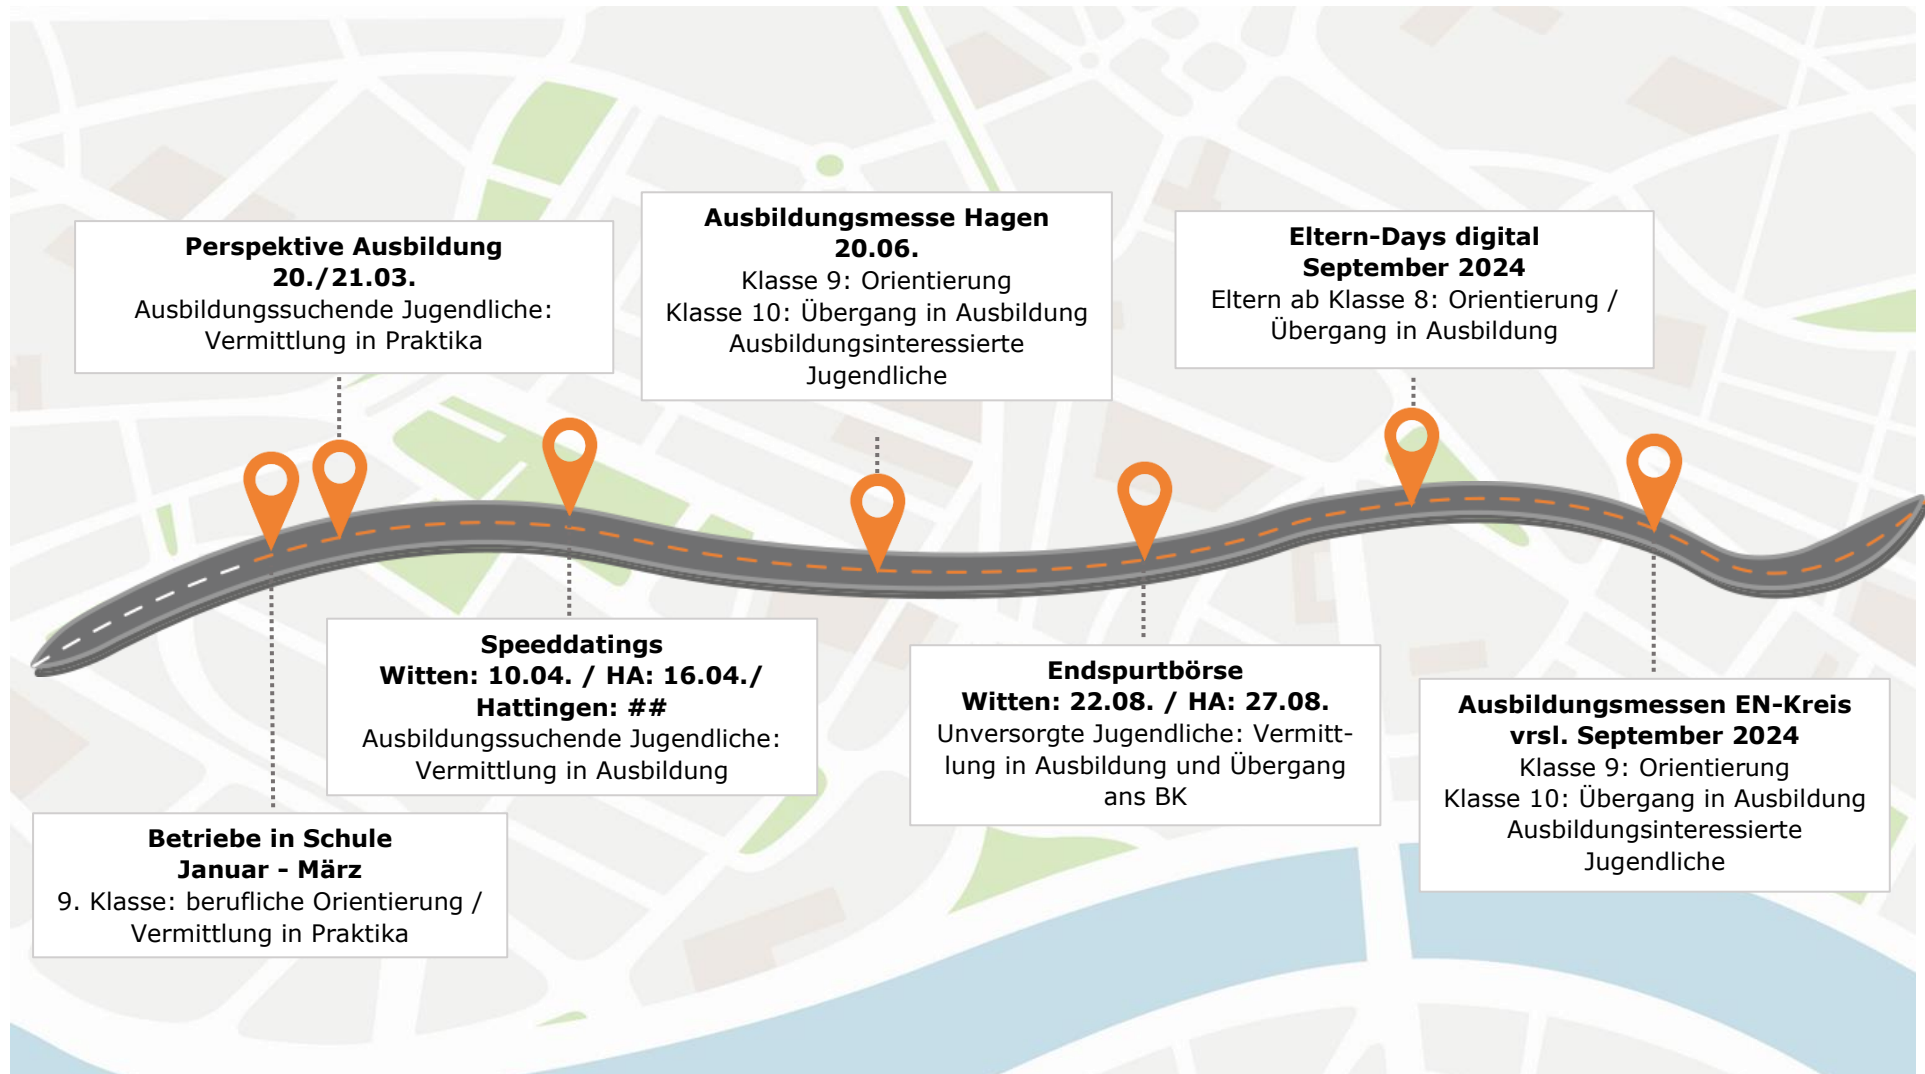 Perspektive Ausbildung
20./21.03.
Ausbildungssuchende Jugendliche:
Vermittlung in Praktika
Ausbildungsmesse Hagen
20.06.
Klasse 9: Orientierung
Klasse 10: Übergang in Ausbildung
Ausbildungsinteressierte
Jugendliche
Eltern-Days digital
September 2024
Eltern ab Klasse 8: Orientierung /
Übergang in Ausbildung
Speeddatings
Witten: 10.04. / HA: 16.04./
Hattingen: ##
Ausbildungssuchende Jugendliche:
Vermittlung in Ausbildung
Endspurtbörse
Witten: 22.08. / HA: 27.08.
Unversorgte Jugendliche: Vermitt-
lung in Ausbildung und Übergang
ans BK
Ausbildungsmessen EN-Kreis
vrsl. September 2024
Klasse 9: Orientierung
Klasse 10: Übergang in Ausbildung
Ausbildungsinteressierte
Jugendliche
Betriebe in Schule
Januar - März
9. Klasse: berufliche Orientierung /
Vermittlung in Praktika